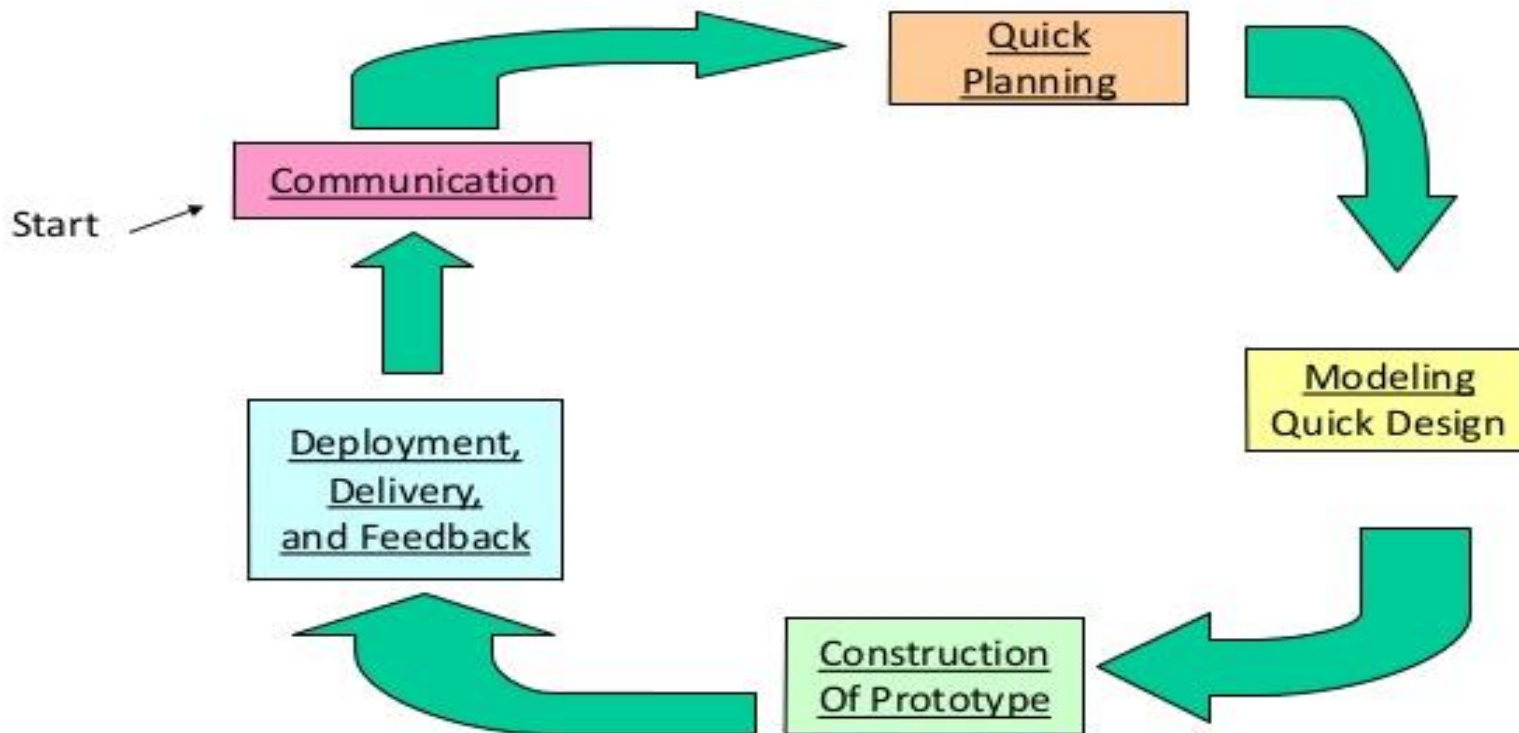 Start
Communication
Quick
Planning
Modeling
Quick Design
Construction
Of Prototype
Deployment,
Delivery,
and Feedback